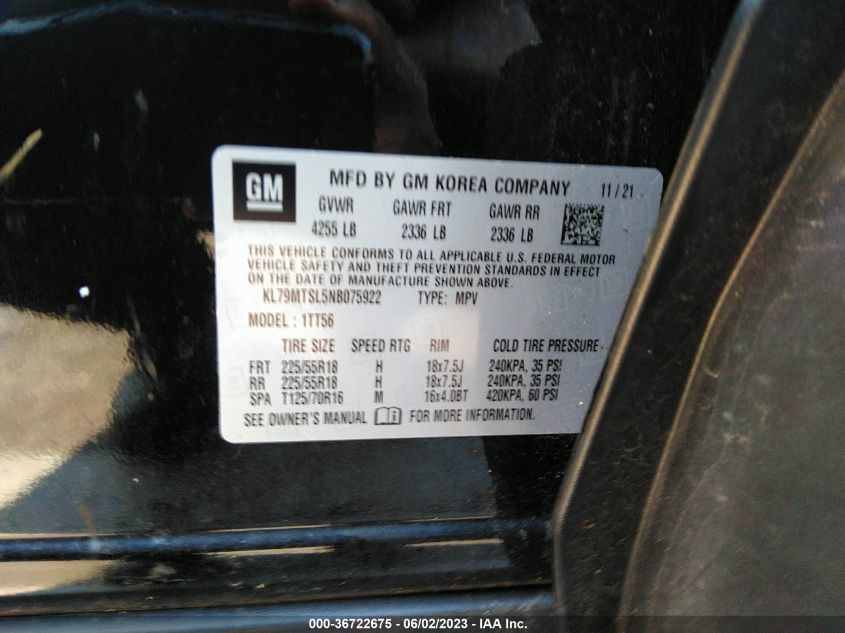 GM MFD BY GM KOREA COMPANY 11/21
GVWR GAWR FRT GAWR RR
4255 LB 2336 LB 2336 LB
THIS VEHICLE CONFORMS TO ALL APPLICABLE U.S. FEDERAL MOTOR
VEHICLE SAFETY AND THEFT PREVENTION STANDARDS IN EFFECT
ON THE DATE OF MANUFACTURE SHOWN ABOVE.
KL79MTSL5NB075922 TYPE: MPV
MODEL: 1TT56
TIRE SIZE SPEED RTG RIM COLD TIRE PRESSURE
FRT 225/55R18 H 18x7.5J 240KPA, 35 PSI
RR 225/55R18 H 18x7.5J 240KPA, 35 PSI
SPA T125/70R16 M 16x4.0BT 420KPA, 60 PSI
SEE OWNER'S MANUAL FOR MORE INFORMATION.
000-36722675 - 06/02/2023 - IAA Inc.